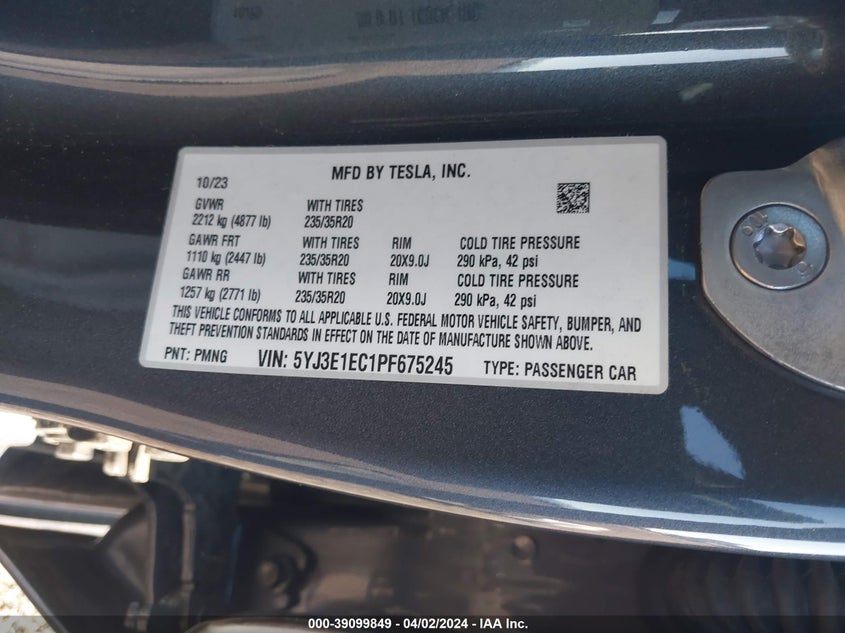 10/23
MFD BY TESLA, INC.
GVWR WITH TIRES
2212 kg (4877 lb) 235/35R20
GAWR FRT WITH TIRES RIM COLD TIRE PRESSURE
1110 kg (2447 lb) 235/35R20 20X9.0J 290 kPa, 42 psi
GAWR RR WITH TIRES RIM COLD TIRE PRESSURE
1257 kg (2771 lb) 235/35R20 20X9.0J 290 kPa, 42 psi
THIS VEHICLE CONFORMS TO ALL APPLICABLE U.S. FEDERAL MOTOR VEHICLE SAFETY, BUMPER, AND
THEFT PREVENTION STANDARDS IN EFFECT ON THE DATE OF MANUFACTURE SHOWN ABOVE.
PNT: PMNG VIN: 5YJ3E1EC1PF675245 TYPE: PASSENGER CAR
000-39099849 - 04/02/2024 - IAA Inc.